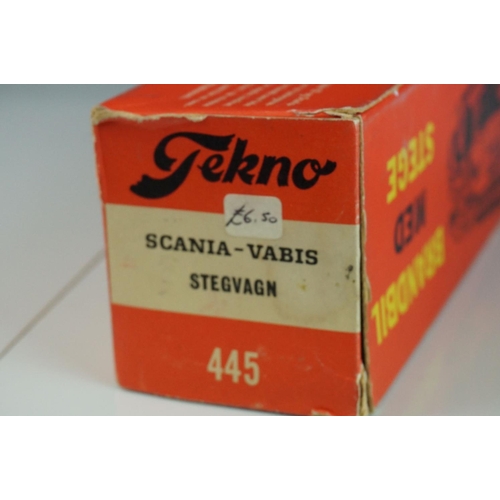 Tekno
£6.50
SCANIA-VABIS
STEGVAGN
445
BRANDBIL
MED
STEGE